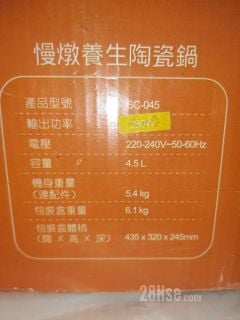 慢燉養生陶瓷鍋
產品型號 SC-045
輸出功率
電壓 220-240V~50-60Hz
容量 4.5 L
機身重量
(連配件) 5.4 kg
包裝盒重量 6.1 kg
包裝盒體積
(闊 × 高 × 深) 435 x 320 x 245mm
28Hse.com